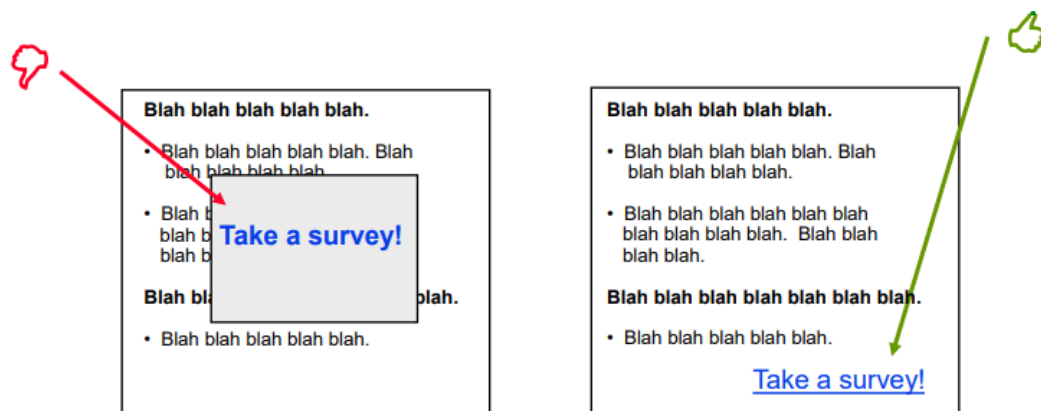 Blah blah blah blah blah.
• Blah blah blah blah blah. Blah
blah blah blah blah
• Blah b
blah b
blah b
Take a survey!
Blah bla
blah.
• Blah blah blah blah blah.
Blah blah blah blah blah.
• Blah blah blah blah blah. Blah
blah blah blah blah.
• Blah blah blah blah blah blah
blah blah blah blah. Blah blah
blah blah.
Blah blah blah blah blah blah blah.
• Blah blah blah blah blah.
Take a survey!